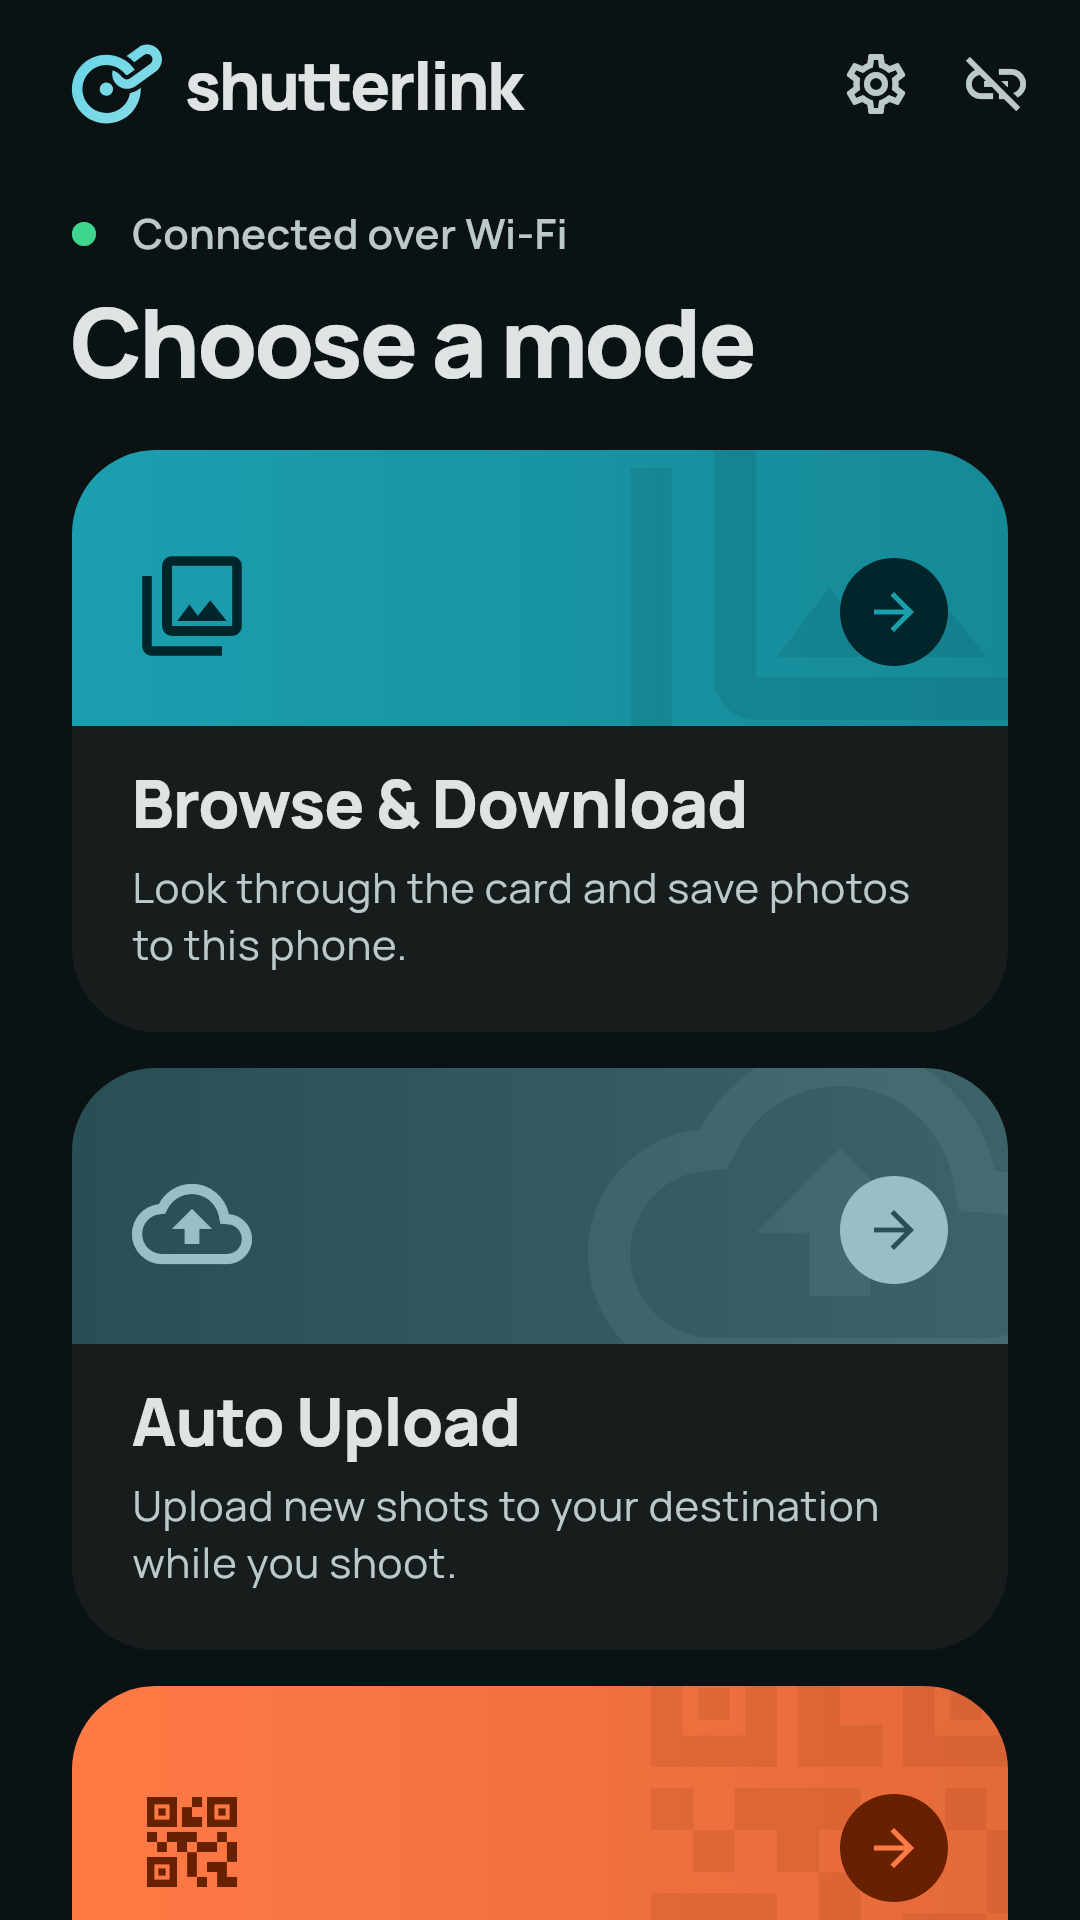 shutterlink
Connected over Wi-Fi
Choose a mode
Browse & Download
Look through the card and save photos
to this phone.
Auto Upload
Upload new shots to your destination
while you shoot.